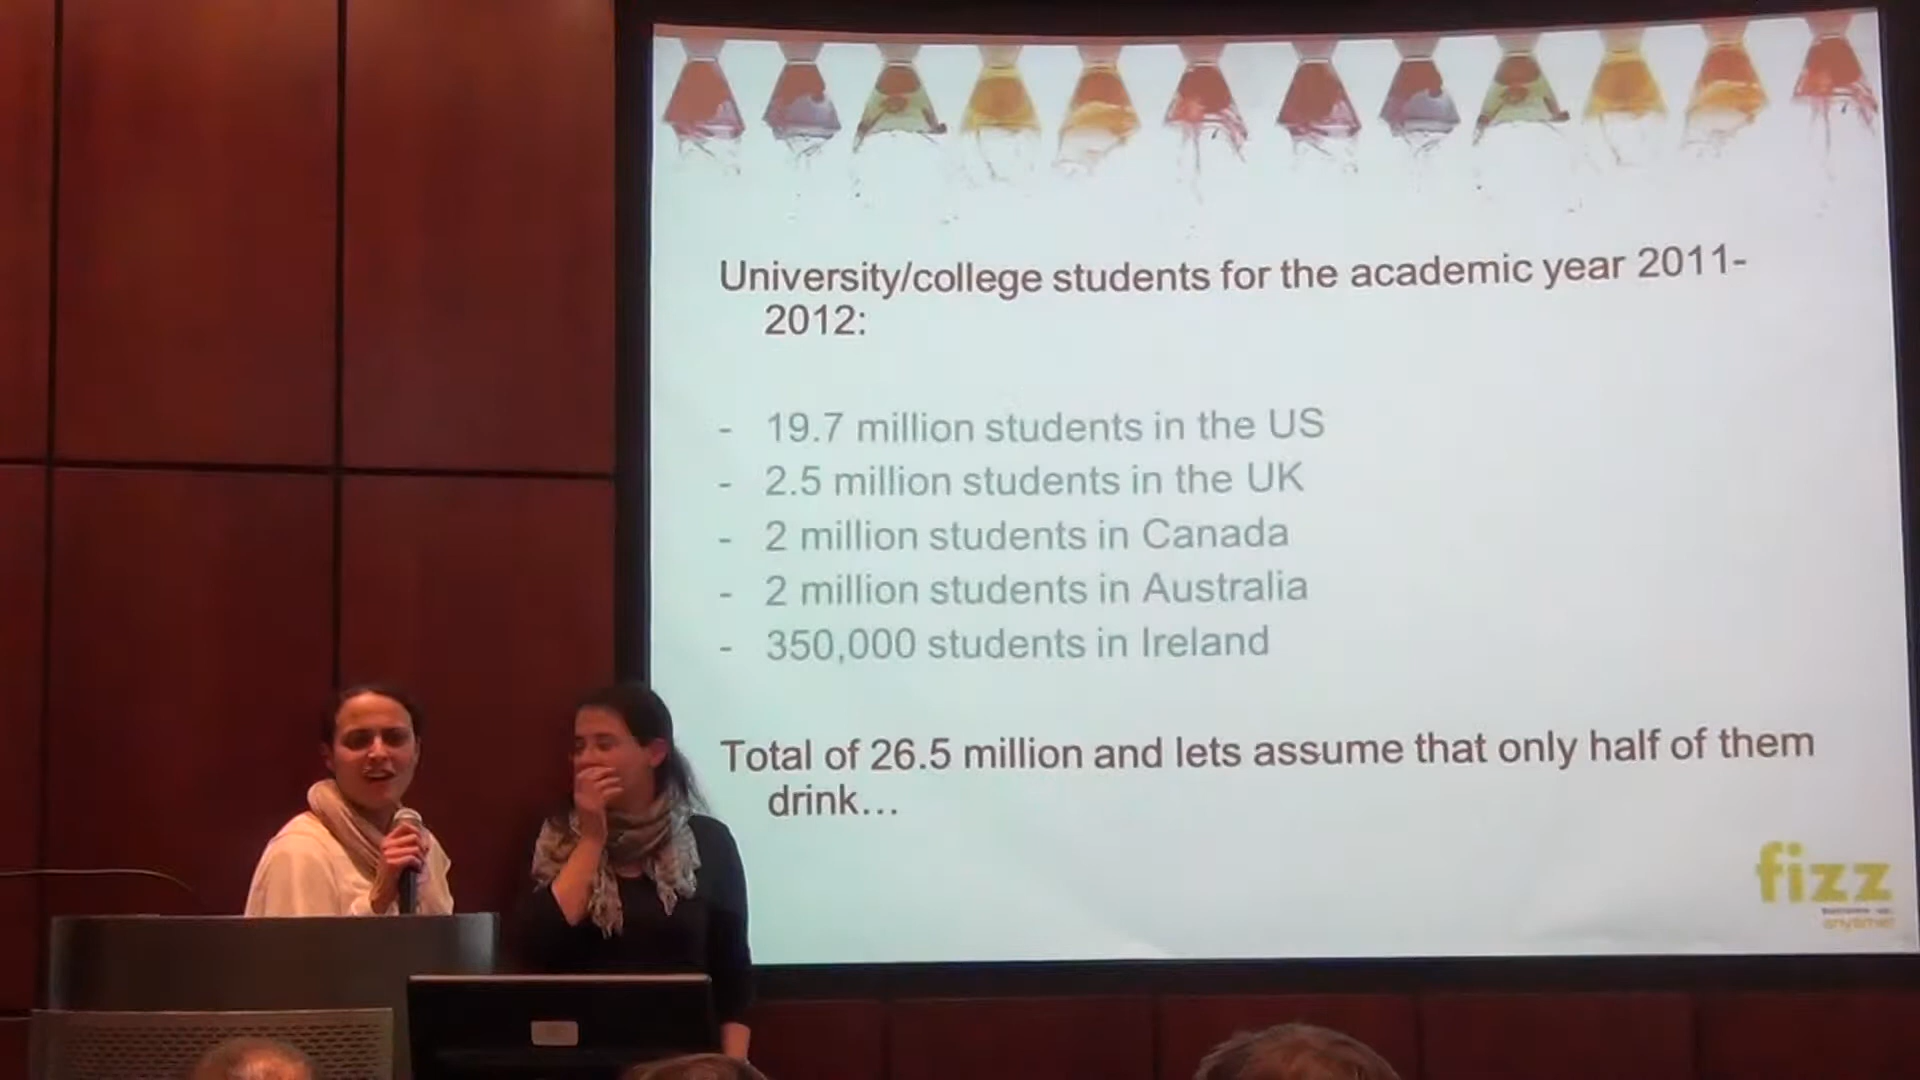 University/college students for the academic year 2011-
2012:
- 19.7 million students in the US
- 2.5 million students in the UK
- 2 million students in Canada
- 2 million students in Australia
- 350,000 students in Ireland
Total of 26.5 million and lets assume that only half of them
drink...
fizz
anytime!